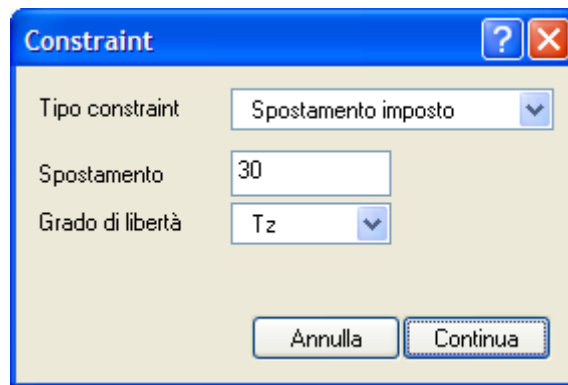 Constraint
Tipo constraint Spostamento imposto
Spostamento 30
Grado di libertà Tz
Annulla Continua